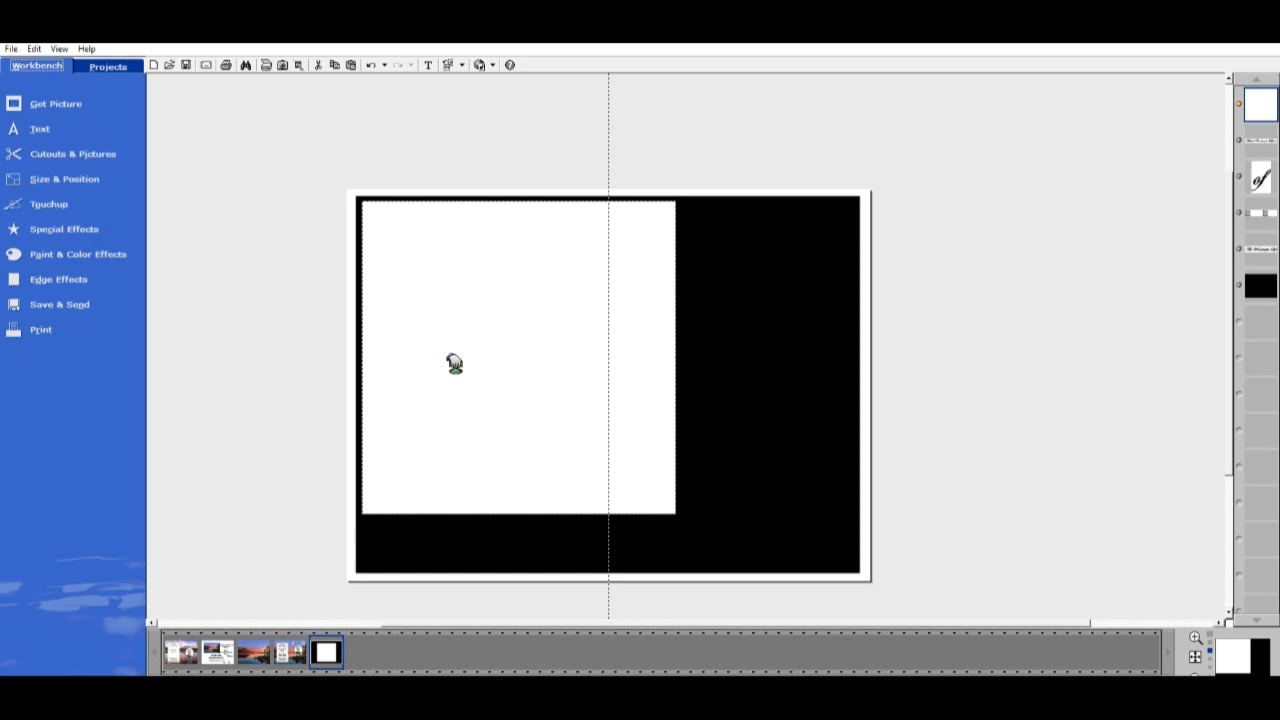 File Edit View Help
Workbench Projects
Get Picture
Text
Cutouts & Pictures
Size & Position
Touchup
Special Effects
Paint & Color Effects
Edge Effects
Save & Send
Print
T
of